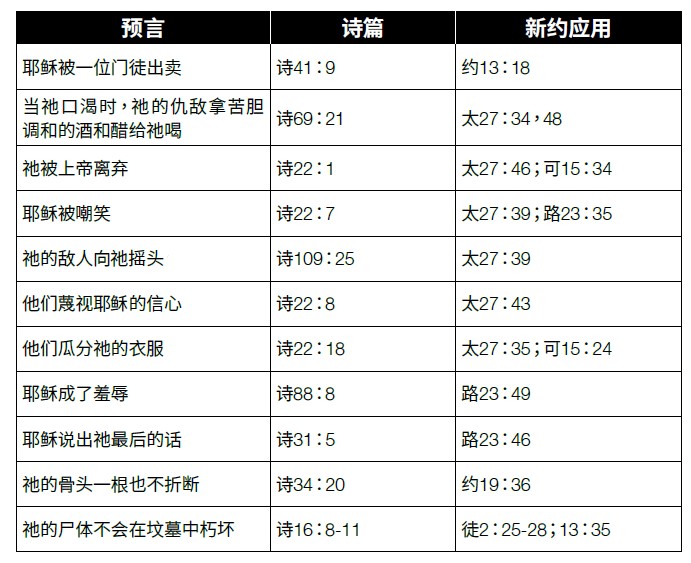 预言 诗篇 新约应用
耶稣被一位门徒出卖 诗41：9 约13：18
当祂口渴时，祂的仇敌拿苦胆
调和的酒和醋给祂喝 诗69：21 太27：34，48
祂被上帝离弃 诗22：1 太27：46；可15：34
耶稣被嘲笑 诗22：7 太27：39；路23：35
祂的敌人向祂摇头 诗109：25 太27：39
他们蔑视耶稣的信心 诗22：8 太27：43
他们瓜分祂的衣服 诗22：18 太27：35；可15：24
耶稣成了羞辱 诗88：8 路23：49
耶稣说出祂最后的话 诗31：5 路23：46
祂的骨头一根也不折断 诗34：20 约19：36
祂的尸体不会在坟墓中朽坏 诗16：8-11 徒2：25-28；13：35